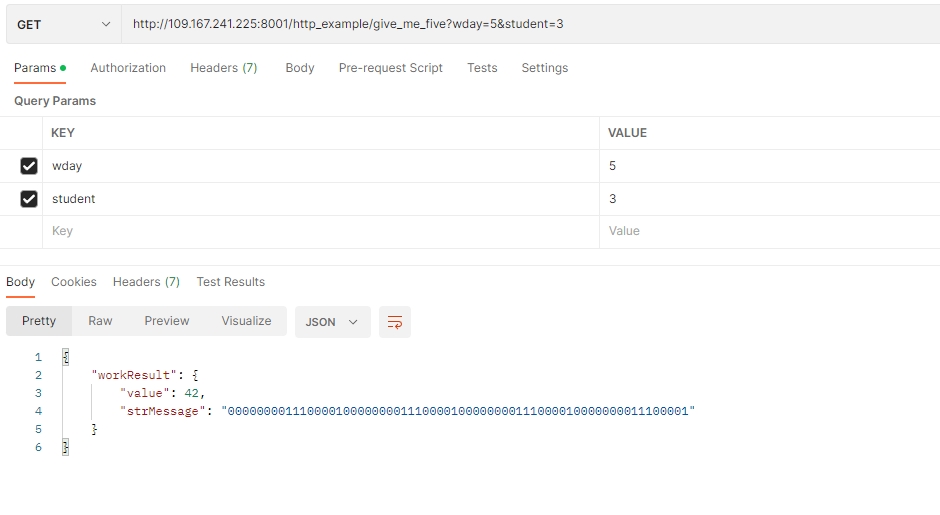 GET http://109.167.241.225:8001/http_example/give_me_five?wday=5&student=3
Params Authorization Headers (7) Body Pre-request Script Tests Settings
Query Params
KEY VALUE
wday 5
student 3
Key Value
Body Cookies Headers (7) Test Results
Pretty Raw Preview Visualize JSON
1 {
2 "workResult": {
3 "value": 42,
4 "strMessage": "0000000011100001000000001110000100000000111000010000000011100001"
5 }
6 }